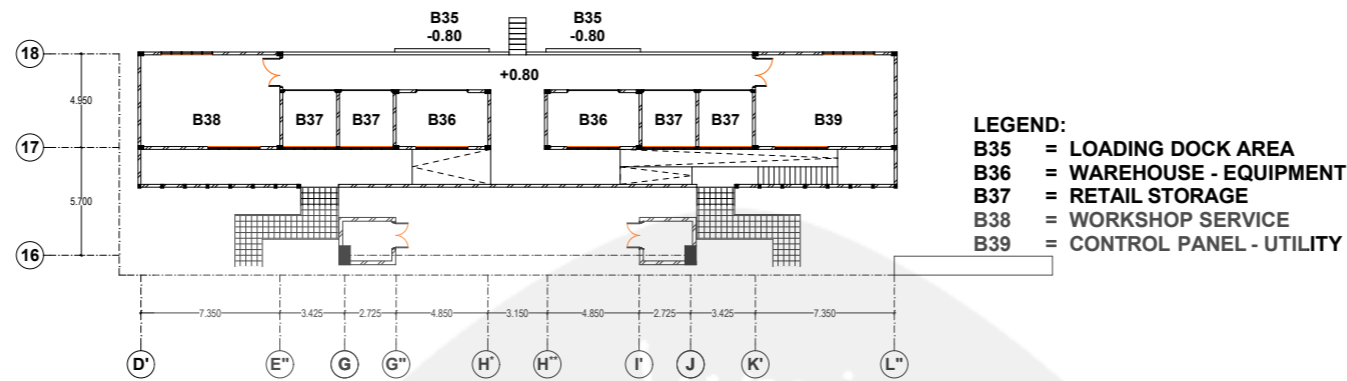 B35 B35
-0.80 -0.80
18
+0.80
4.950
B38 B37 B37 B36 B36 B37 B37 B39
17
5.700
16
7.350 3.425 2.725 4.850 3.150 4.850 2.725 3.425 7.350
D' E" G G" H* H** I' J K' L"
LEGEND:
B35 = LOADING DOCK AREA
B36 = WAREHOUSE - EQUIPMENT
B37 = RETAIL STORAGE
B38 = WORKSHOP SERVICE
B39 = CONTROL PANEL - UTILITY